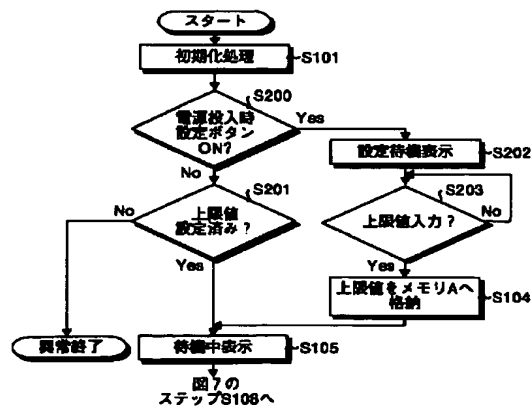 スタート
初期化処理
S101
S200
電源投入時
設定ボタン
ON?
Yes
No
設定待機表示
S202
S201
上限値
設定済み?
No
Yes
S203
上限値入力?
No
Yes
上限値をメモリAへ
格納
S104
異常終了
待機中表示
S105
図7の
ステップS106へ